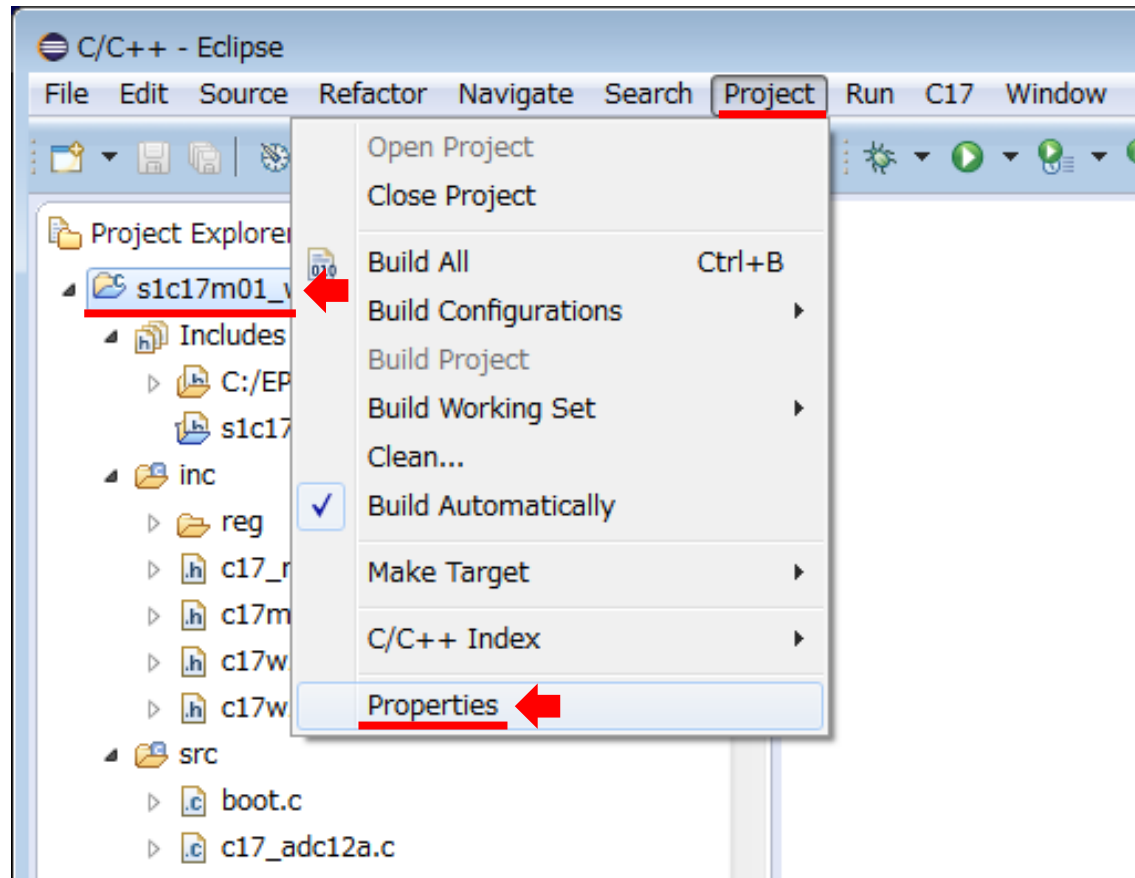 C/C++ - Eclipse
File Edit Source Refactor Navigate Search Project Run C17 Window
Open Project
Close Project
Build All Ctrl+B
Build Configurations
Build Project
Build Working Set
Clean...
Build Automatically
Make Target
C/C++ Index
Properties
Project Explorer
s1c17m01_
Includes
C:/EP
s1c17
inc
reg
c17_r
c17m
c17w
c17w
src
boot.c
c17_adc12a.c